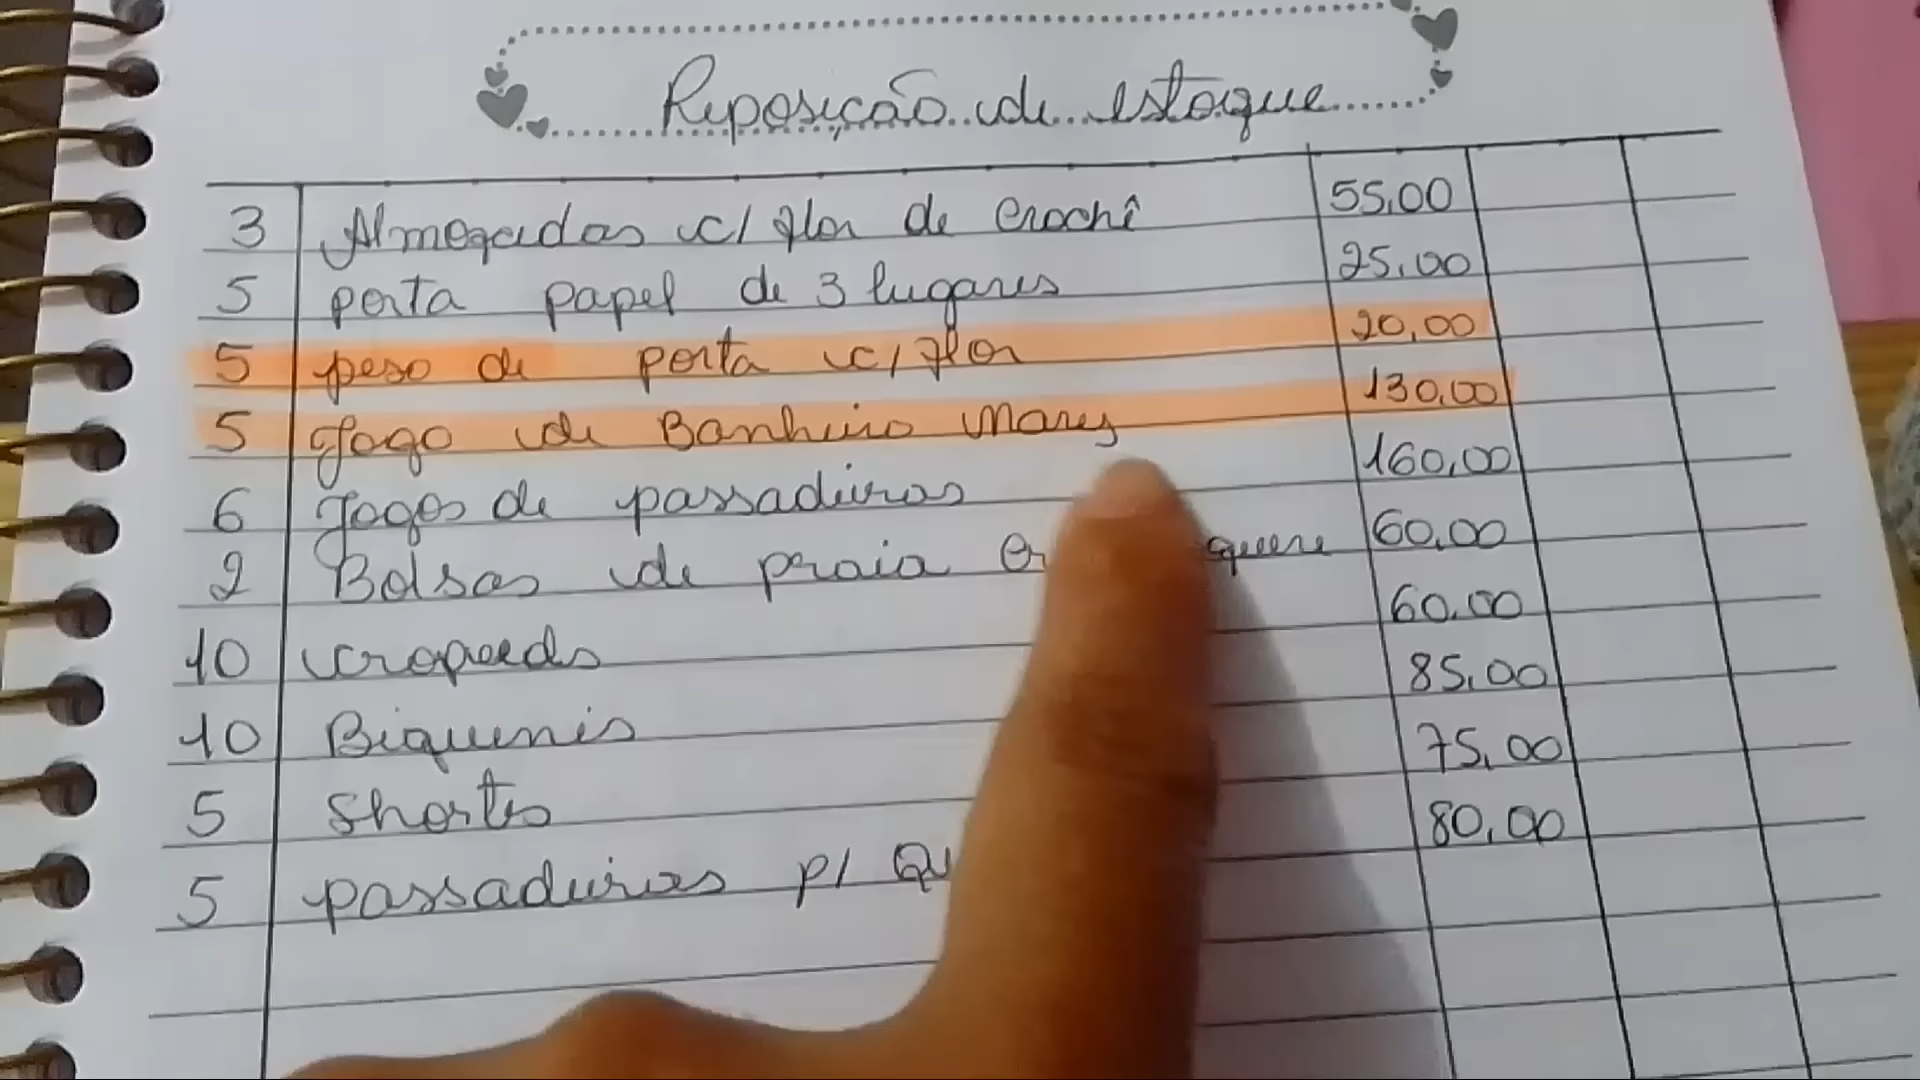 Reposição de estoque
3 Almogadas c/ flor de crochê 55,00
5 porta papel de 3 lugares 25,00
5 peso de porta c/ flor 20,00
5 Jogo de Banheiro Mary 130,00
6 Jogos de passadeiras 160,00
2 Bolsas de praia 60,00
10 cropeeds 60,00
10 Biquenis 85,00
5 shorts 75,00
5 passadeiras p/ 80,00